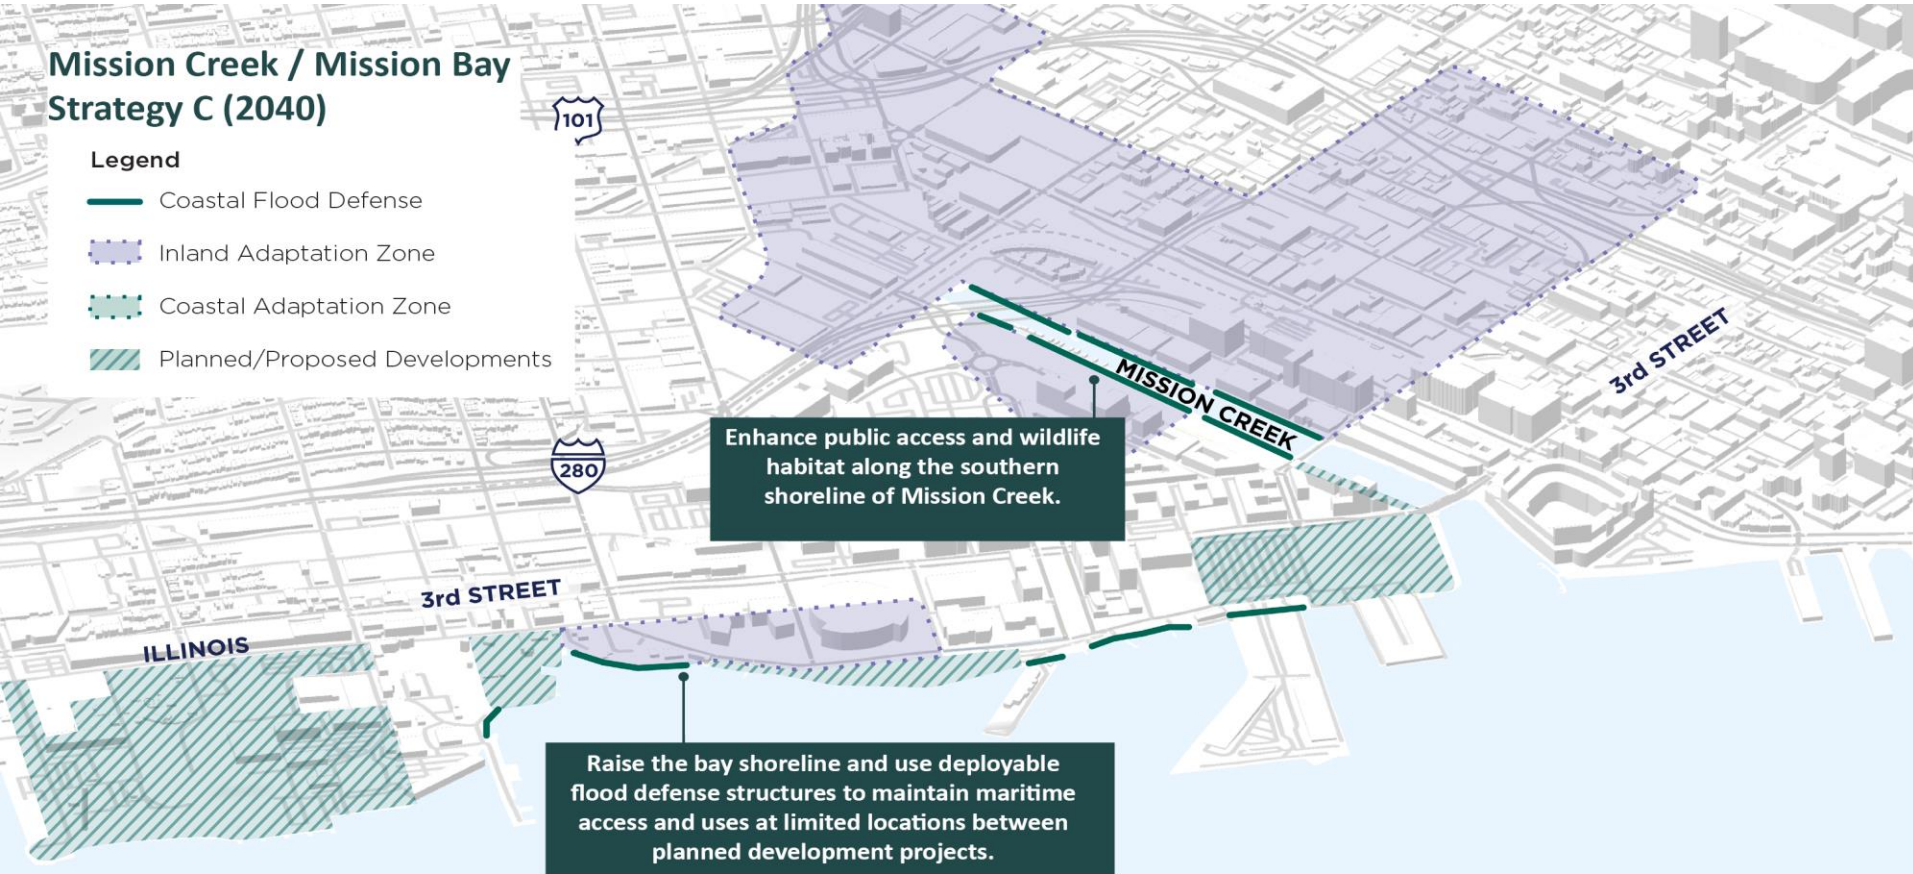 Mission Creek / Mission Bay
Strategy C (2040)
101
Legend
Coastal Flood Defense
Inland Adaptation Zone
Coastal Adaptation Zone
Planned/Proposed Developments
3rd STREET
MISSION CREEK
Enhance public access and wildlife
habitat along the southern
shoreline of Mission Creek.
280
3rd STREET
ILLINOIS
Raise the bay shoreline and use deployable
flood defense structures to maintain maritime
access and uses at limited locations between
planned development projects.